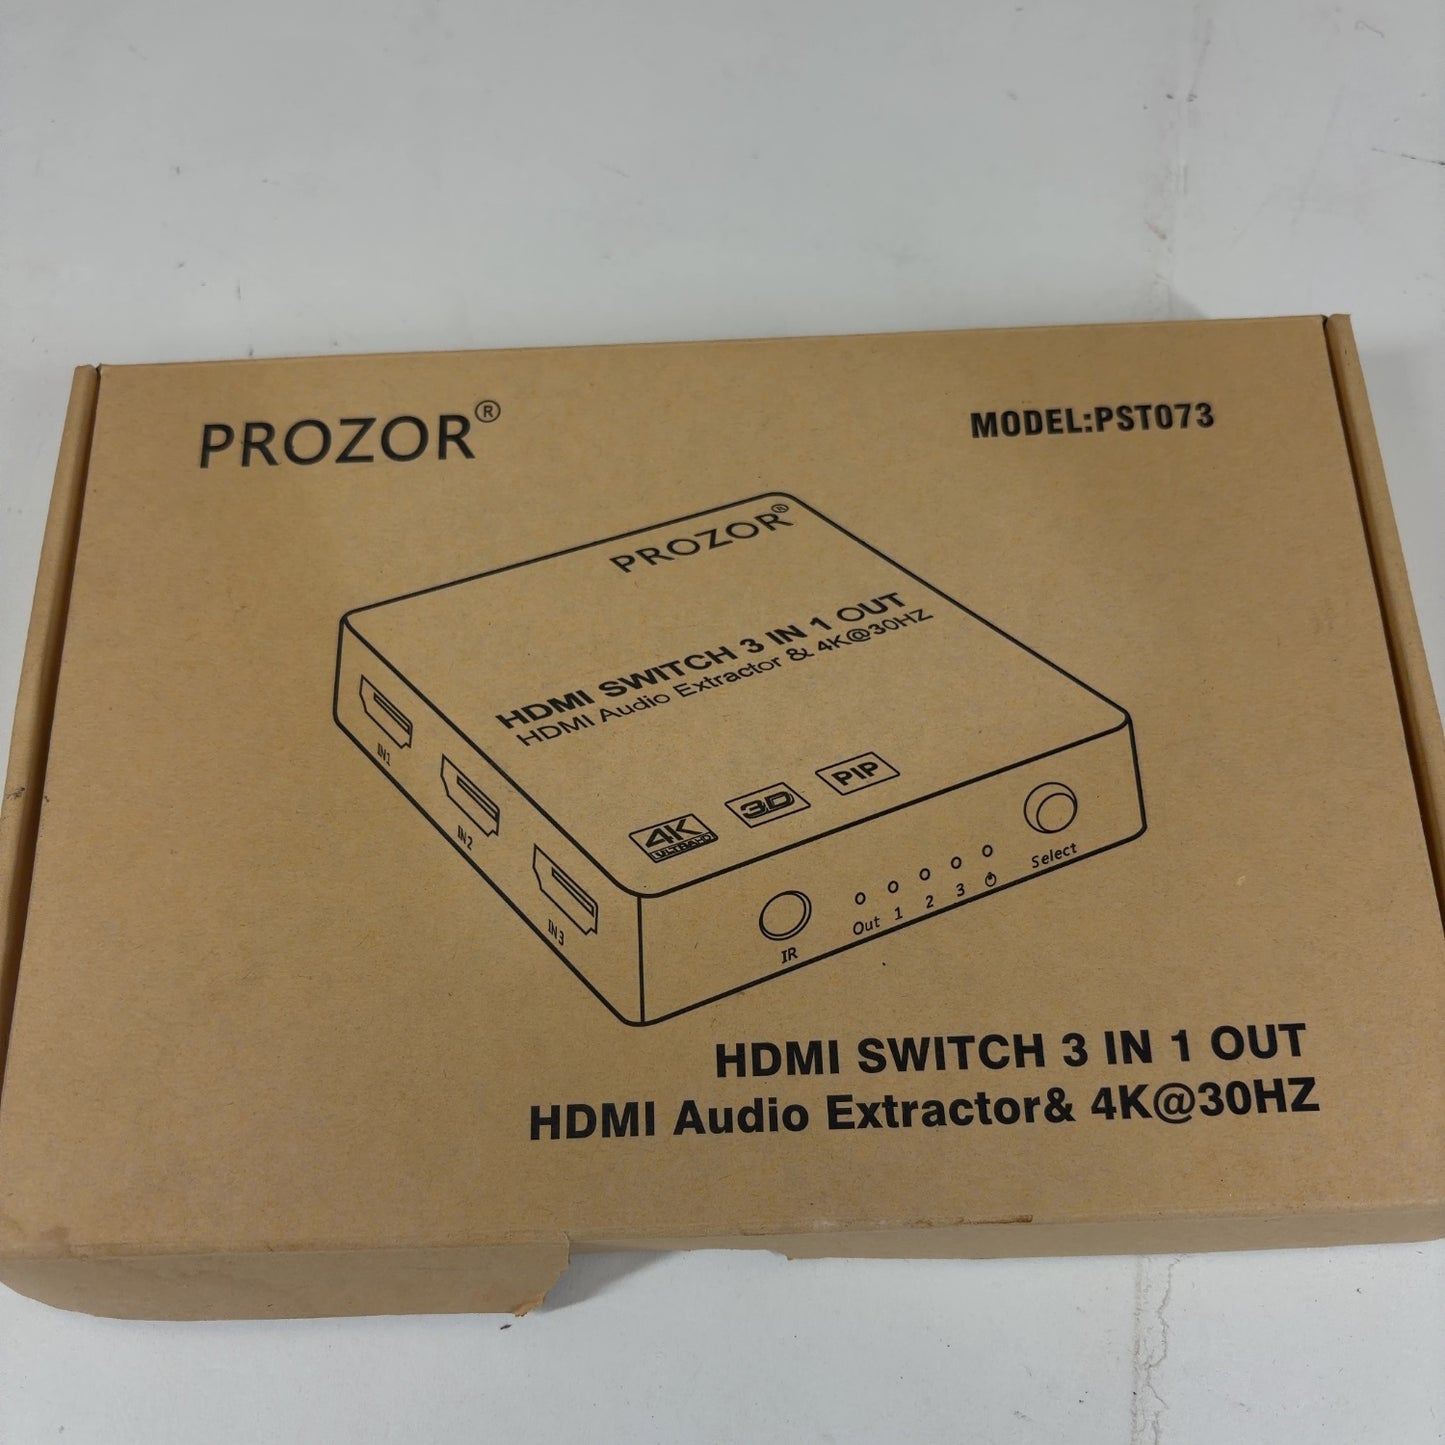 PROZOR®
MODEL:PST073
PROZOR®
HDMI SWITCH 3 IN 1 OUT
HDMI Audio Extractor & 4K@30HZ
4K
ULTRAHD
3D
PIP
IN1
IN2
IN3
IR
Out 1 2 3
Select
HDMI SWITCH 3 IN 1 OUT
HDMI Audio Extractor& 4K@30HZ